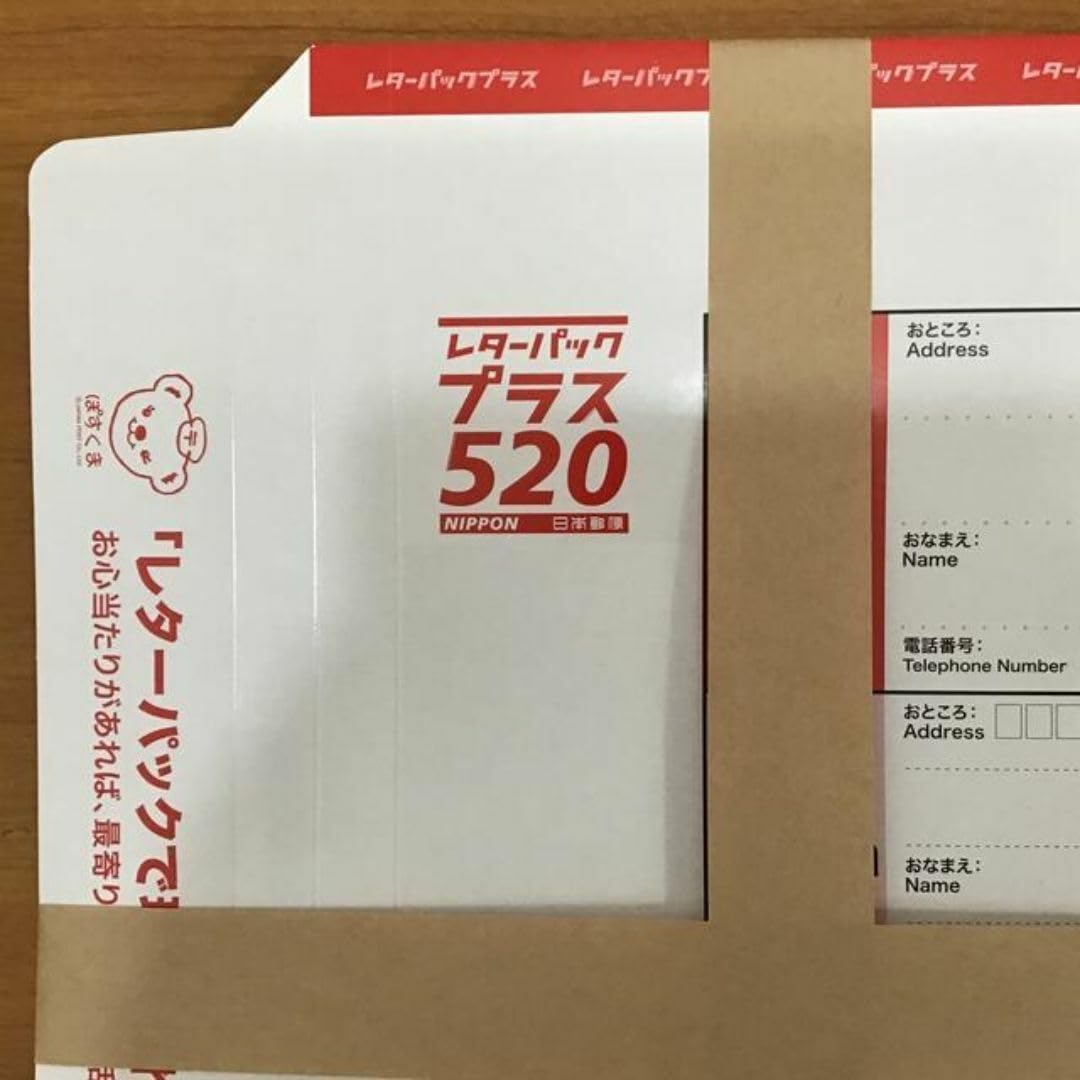 レターパックプラス
レターパックプ
ックプラス
レター
レターパック
プラス
520
NIPPON 日本郵便
おところ:
Address
おなまえ:
Name
電話番号:
Telephone Number
おところ:
Address
おなまえ:
Name
ぽすくま
「レターパックで
お心当たりがあれば、最寄り